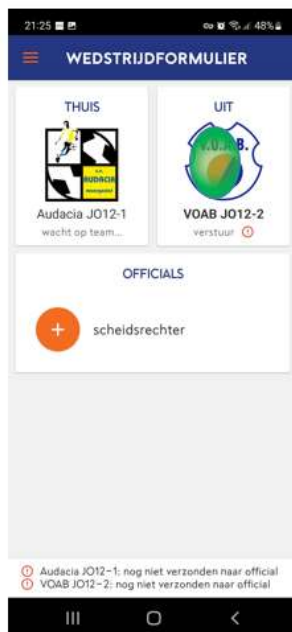 21:25
48%
WEDSTRIJDFORMULIER
THUIS
UIT
AUDACIA
V.O.A.B.
Audacia JO12-1
VOAB JO12-2
wacht op team...
verstuur
OFFICIALS
+ scheidsrechter
Audacia JO12-1: nog niet verzonden naar official
VOAB JO12-2: nog niet verzonden naar official